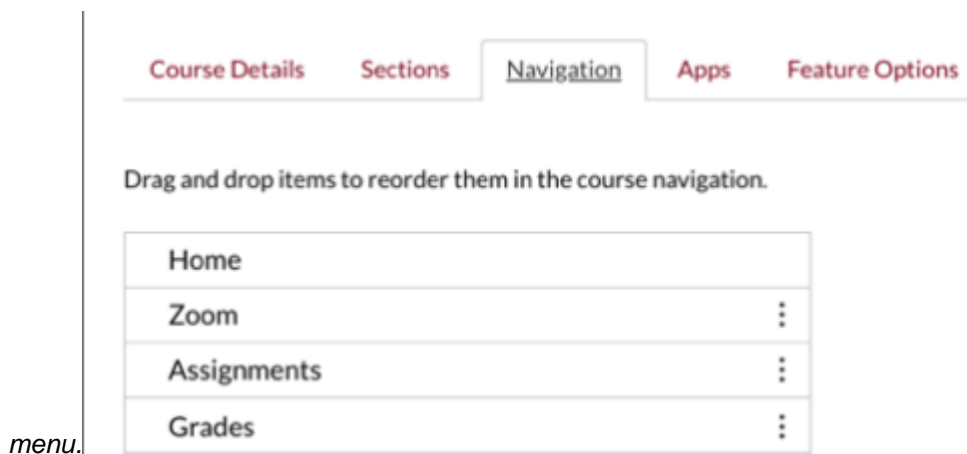 Course Details Sections Navigation Apps Feature Options
Drag and drop items to reorder them in the course navigation.
Home
Zoom
Assignments
Grades
menu.